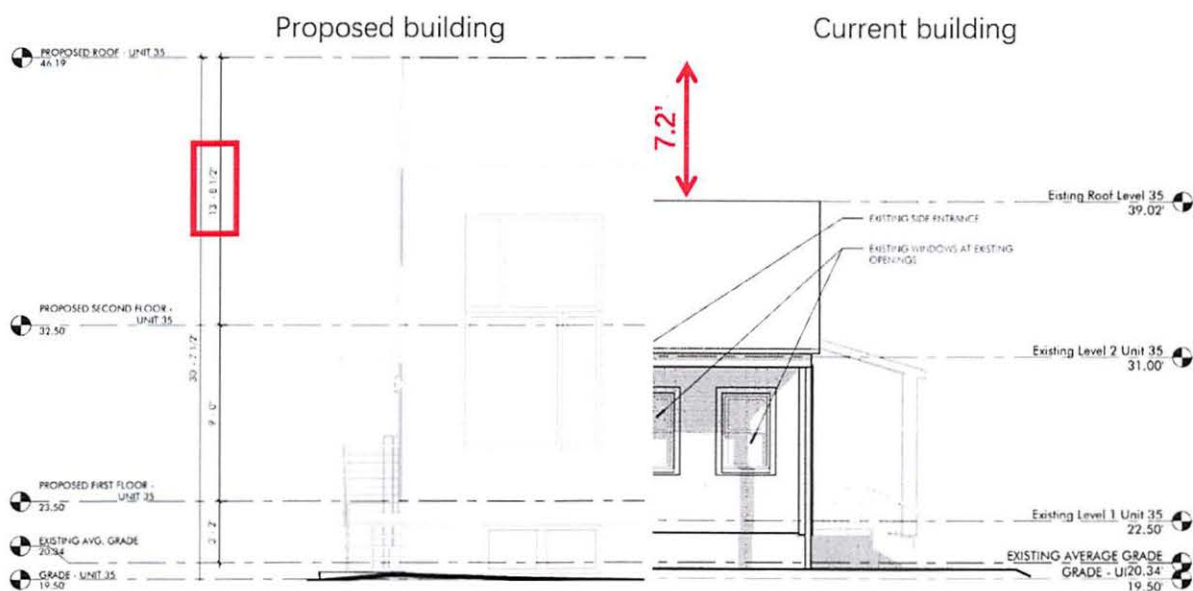 Proposed building
Current building
PROPOSED ROOF - UNIT 35
46.19
7.2'
13 - 8 1/2"
Eisting Roof Level 35
39.02'
EXISTING SIDE ENTRANCE
EXISTING WINDOWS AT EXISTING
OPENINGS
PROPOSED SECOND FLOOR -
UNIT 35
32.50
Existing Level 2 Unit 35
31.00'
9' 0"
PROPOSED FIRST FLOOR -
UNIT 35
23.50
Existing Level 1 Unit 35
22.50'
EXISTING AVG. GRADE
20.34
3' 2"
EXISTING AVERAGE GRADE
20.34'
GRADE - UNIT 35
19.50'
GRADE - U
19.50'